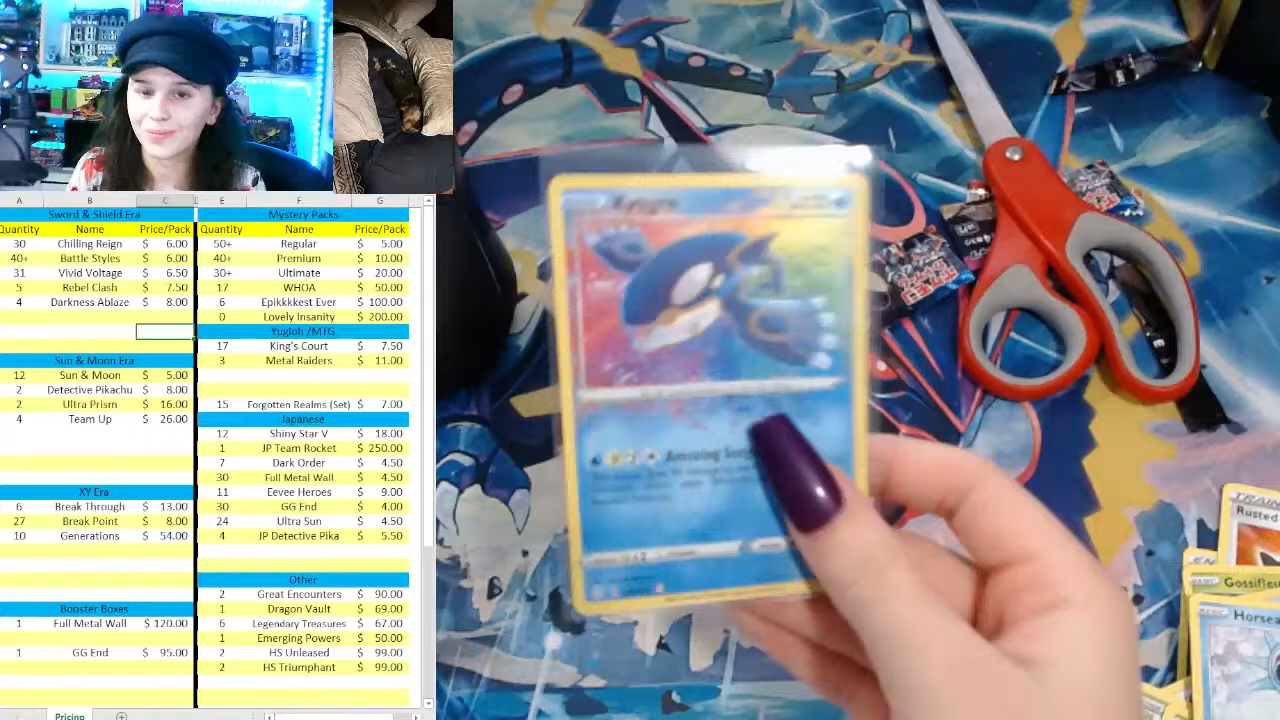 A B C E F G
Sword & Shield Era Mystery Packs
Quantity Name Price/Pack Quantity Name Price/Pack
30 Chilling Reign $ 6.00 50+ Regular $ 5.00
40+ Battle Styles $ 6.00 40+ Premium $ 10.00
31 Vivid Voltage $ 6.50 30+ Ultimate $ 20.00
5 Rebel Clash $ 7.50 17 WHOA $ 50.00
4 Darkness Ablaze $ 8.00 6 Epikkkkest Ever $ 100.00
0 Lovely Insanity $ 200.00
Yugioh /MTG
17 King's Court $ 7.50
Sun & Moon Era 3 Metal Raiders $ 11.00
12 Sun & Moon $ 5.00
2 Detective Pikachu $ 8.00
2 Ultra Prism $ 16.00 15 Forgotten Realms (Set) $ 7.00
4 Team Up $ 26.00 Japanese
12 Shiny Star V $ 18.00
1 JP Team Rocket $ 250.00
7 Dark Order $ 4.50
30 Full Metal Wall $ 4.50
XY Era 11 Eevee Heroes $ 9.00
6 Break Through $ 13.00 30 GG End $ 4.00
27 Break Point $ 8.00 24 Ultra Sun $ 4.50
10 Generations $ 54.00 4 JP Detective Pika $ 5.50
Other
2 Great Encounters $ 90.00
Booster Boxes 1 Dragon Vault $ 69.00
1 Full Metal Wall $ 120.00 6 Legendary Treasures $ 67.00
1 Emerging Powers $ 50.00
1 GG End $ 95.00 2 HS Unleased $ 99.00
2 HS Triumphant $ 99.00
Pricing
Kyogre
Amazing
TRAIN
Rusted
Gossifleu
BASIC
Horsea